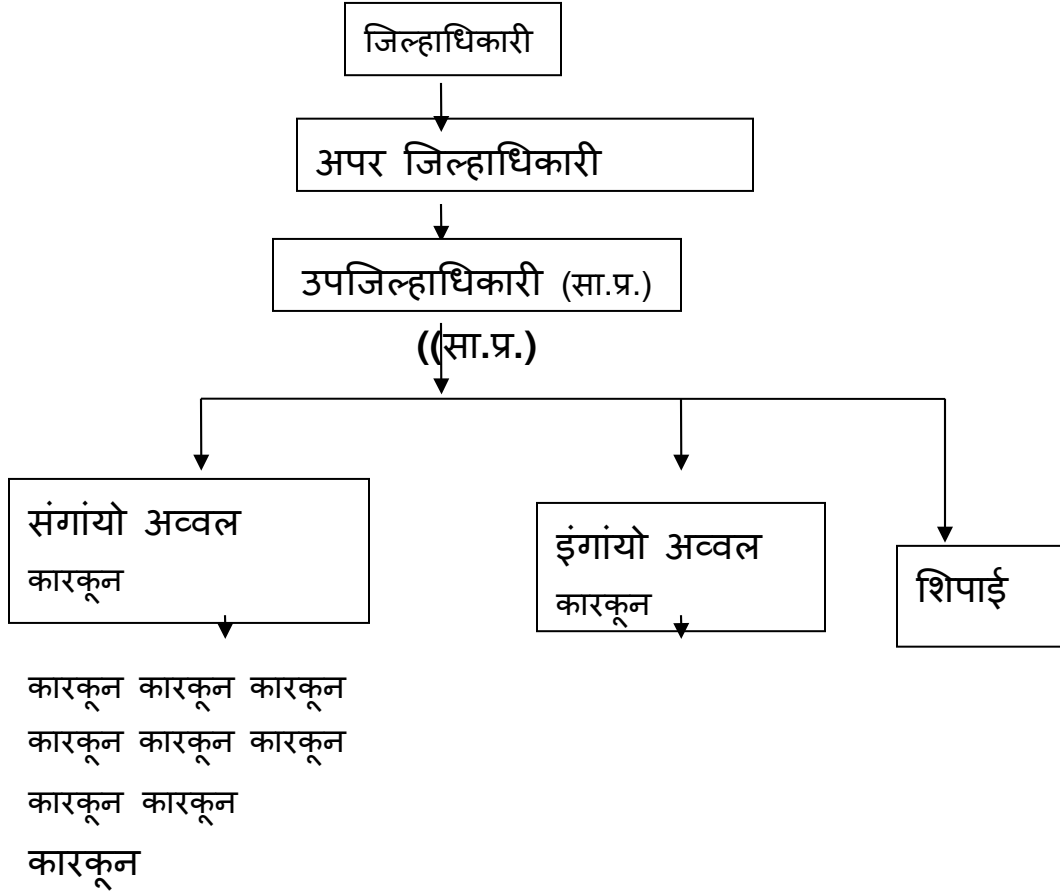 जिल्हाधिकारी
अपर जिल्हाधिकारी
उपजिल्हाधिकारी (सा.प्र.)
((सा.प्र.)
संगांयो अव्वल
कारकून
इंगांयो अव्वल
कारकून
शिपाई
कारकून कारकून कारकून
कारकून कारकून कारकून
कारकून कारकून
कारकून